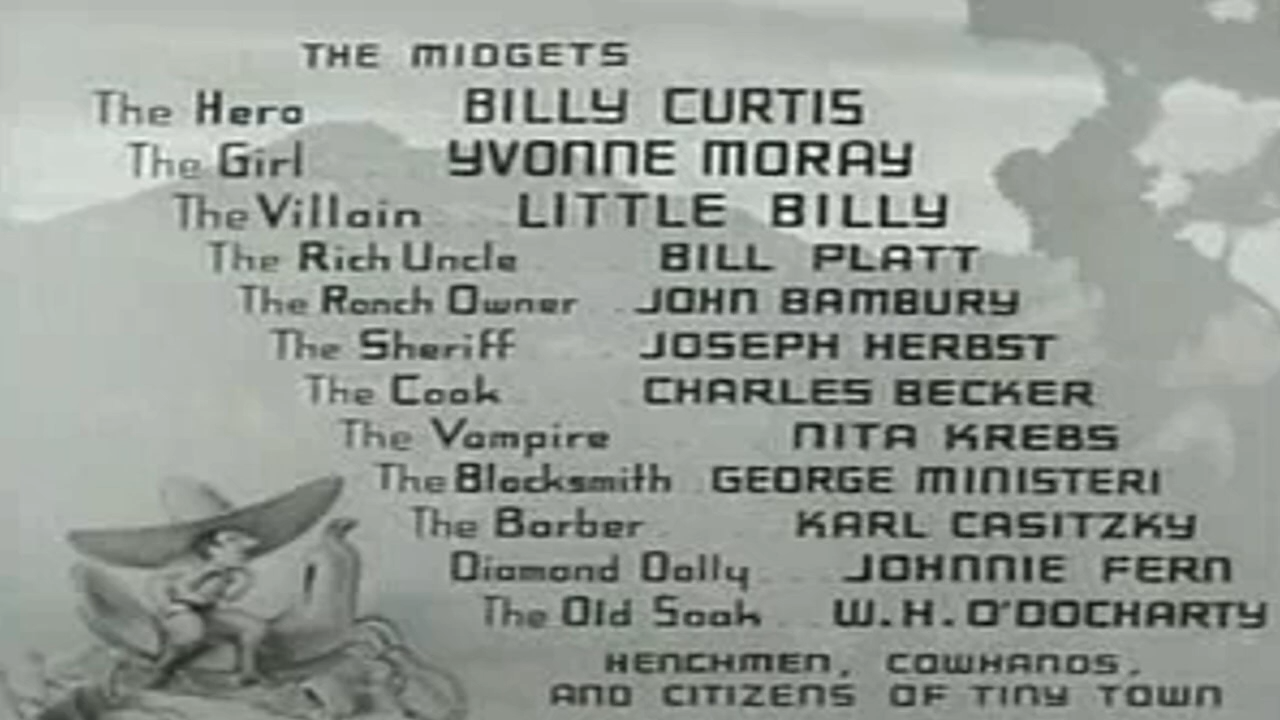 THE MIDGETS
The Hero BILLY CURTIS
The Girl YVONNE MORAY
The Villain LITTLE BILLY
The Rich Uncle BILL PLATT
The Ranch Owner JOHN BAMBURY
The Sheriff JOSEPH HERBST
The Cook CHARLES BECKER
The Vampire NITA KREBS
The Blacksmith GEORGE MINISTERI
The Barber KARL CASITZKY
Diamond Dolly JOHNNIE FERN
The Old Soak W.H. O'DOCHARTY
HENCHMEN, COWHANDS,
AND CITIZENS OF TINY TOWN